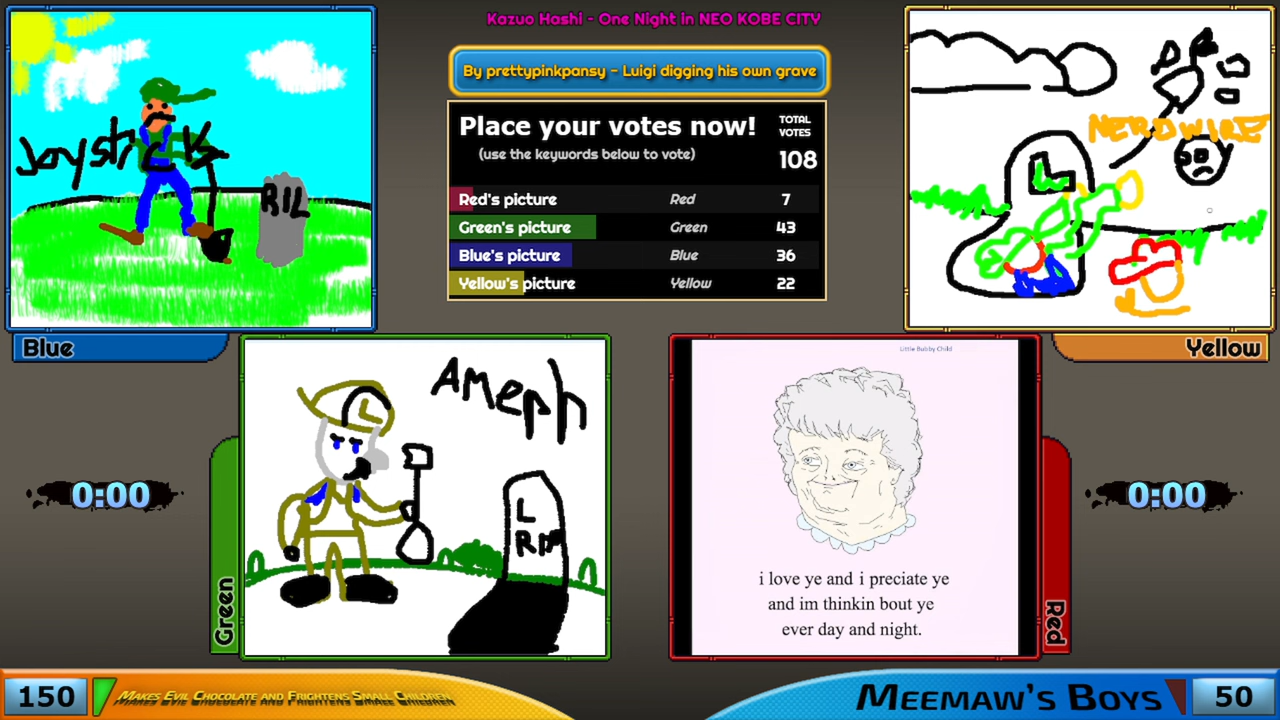 Kazuo Hashi - One Night in NEO KOBE CITY
By prettypinkpansy - Luigi digging his own grave
Place your votes now!
(use the keywords below to vote)
TOTAL
VOTES
108
Red's picture Red 7
Green's picture Green 43
Blue's picture Blue 36
Yellow's picture Yellow 22
Joystick
RIL
Blue
NERDWIRE
L
Yellow
L
Ameph
L
RIP
Green
0:00
Little Bubby Child
i love ye and i preciate ye
and im thinkin bout ye
ever day and night.
Red
0:00
150
Makes Evil Chocolate and Frightens Small Children
Meemaw's Boys
50